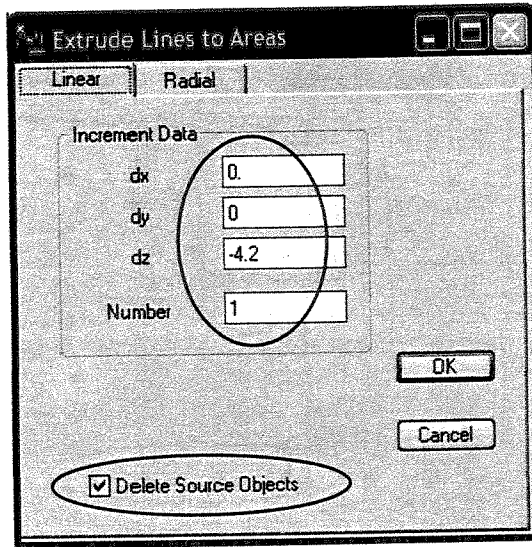 Extrude Lines to Areas
Linear Radial
Increment Data
dx 0.
dy 0
dz -4.2
Number 1
OK
Cancel
Delete Source Objects